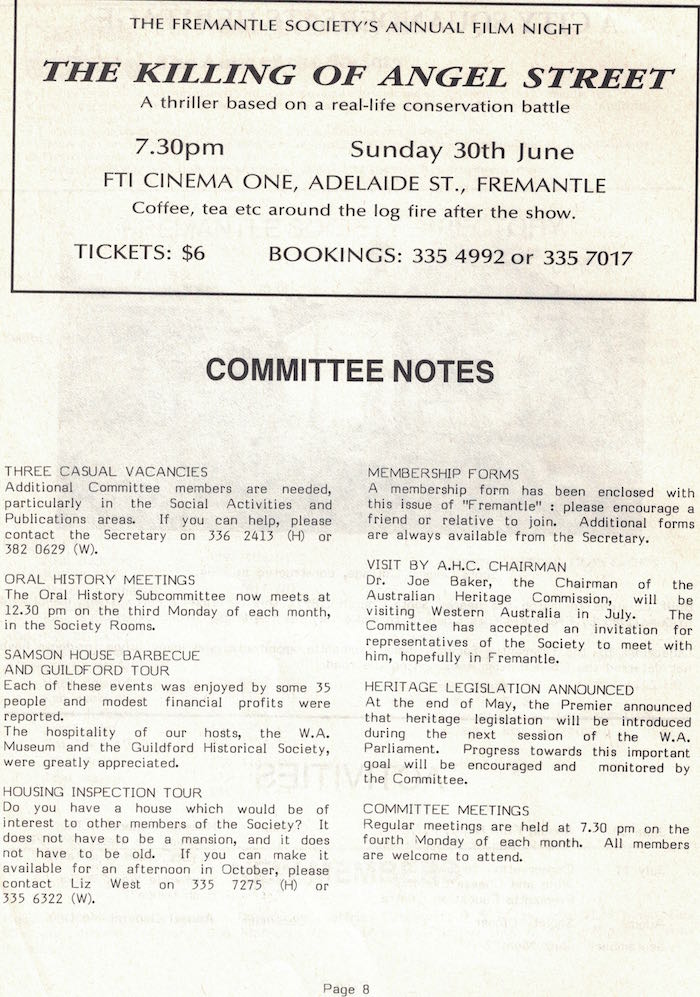 THE FREMANTLE SOCIETY'S ANNUAL FILM NIGHT
THE KILLING OF ANGEL STREET
A thriller based on a real-life conservation battle
7.30pm Sunday 30th June
FTI CINEMA ONE, ADELAIDE ST., FREMANTLE
Coffee, tea etc around the log fire after the show.
TICKETS: $6 BOOKINGS: 335 4992 or 335 7017
COMMITTEE NOTES
THREE CASUAL VACANCIES
Additional Committee members are needed,
particularly in the Social Activities and
Publications areas. If you can help, please
contact the Secretary on 336 2413 (H) or
382 0629 (W).
ORAL HISTORY MEETINGS
The Oral History Subcommittee now meets at
12.30 pm on the third Monday of each month,
in the Society Rooms.
SAMSON HOUSE BARBECUE
AND GUILDFORD TOUR
Each of these events was enjoyed by some 35
people and modest financial profits were
reported.
The hospitality of our hosts, the W.A.
Museum and the Guildford Historical Society,
were greatly appreciated.
HOUSING INSPECTION TOUR
Do you have a house which would be of
interest to other members of the Society? It
does not have to be a mansion, and it does
not have to be old. If you can make it
available for an afternoon in October, please
contact Liz West on 335 7275 (H) or
335 6322 (W).
MEMBERSHIP FORMS
A membership form has been enclosed with
this issue of "Fremantle" : please encourage a
friend or relative to join. Additional forms
are always available from the Secretary.
VISIT BY A.H.C. CHAIRMAN
Dr. Joe Baker, the Chairman of the
Australian Heritage Commission, will be
visiting Western Australia in July. The
Committee has accepted an invitation for
representatives of the Society to meet with
him, hopefully in Fremantle.
HERITAGE LEGISLATION ANNOUNCED
At the end of May, the Premier announced
that heritage legislation will be introduced
during the next session of the W.A.
Parliament. Progress towards this important
goal will be encouraged and monitored by
the Committee.
COMMITTEE MEETINGS
Regular meetings are held at 7.30 pm on the
fourth Monday of each month. All members
are welcome to attend.
Page 8